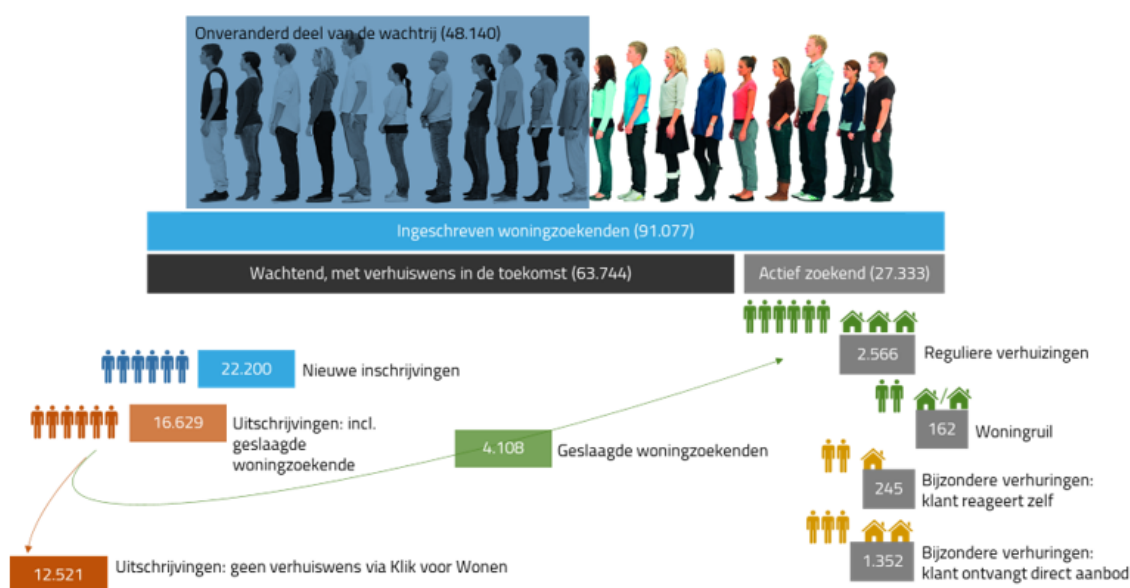 Onveranderd deel van de wachtrij (48.140)
Ingeschreven woningzoekenden (91.077)
Wachtend, met verhuiswens in de toekomst (63.744)
Actief zoekend (27.333)
2.566
Reguliere verhuizingen
22.200
Nieuwe inschrijvingen
16.629
Uitschrijvingen: incl.
geslaagde
woningzoekende
4.108
Geslaagde woningzoekenden
162
Woningruil
245
Bijzondere verhuringen:
klant reageert zelf
12.521
Uitschrijvingen: geen verhuiswens via Klik voor Wonen
1.352
Bijzondere verhuringen:
klant ontvangt direct aanbod